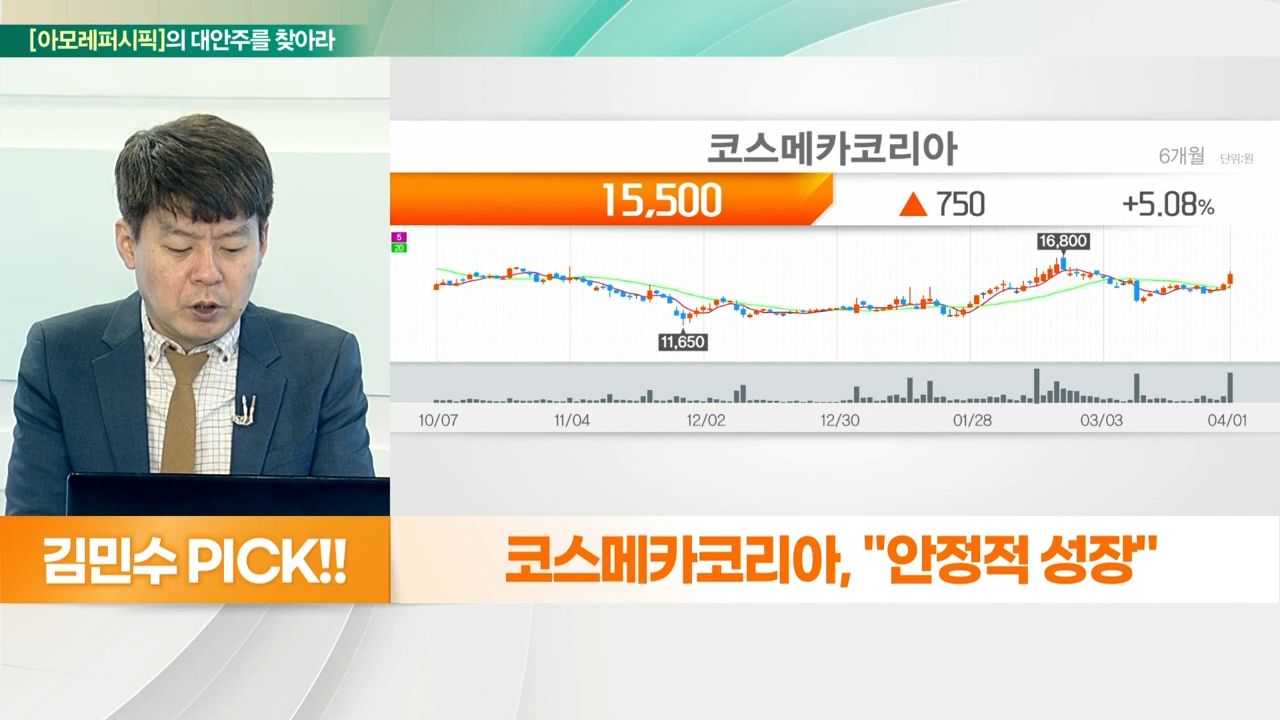 [아모레퍼시픽]의 대안주를 찾아라
코스메카코리아
6개월 단위:원
15,500 ▲ 750 +5.08%
5
20
16,800
11,650
10/07 11/04 12/02 12/30 01/28 03/03 04/01
김민수 PICK!!
코스메카코리아, "안정적 성장"